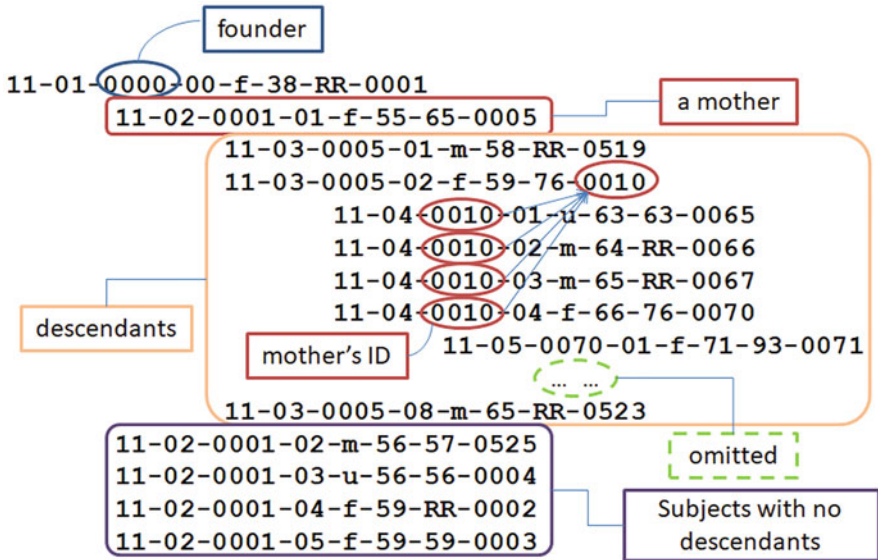 founder
11-01-0000-00-f-38-RR-0001
a mother
11-02-0001-01-f-55-65-0005
11-03-0005-01-m-58-RR-0519
11-03-0005-02-f-59-76-0010
11-04-0010-01-u-63-63-0065
11-04-0010-02-m-64-RR-0066
11-04-0010-03-m-65-RR-0067
11-04-0010-04-f-66-76-0070
descendants
mother's ID
11-05-0070-01-f-71-93-0071
... ...
11-03-0005-08-m-65-RR-0523
omitted
11-02-0001-02-m-56-57-0525
11-02-0001-03-u-56-56-0004
11-02-0001-04-f-59-RR-0002
11-02-0001-05-f-59-59-0003
Subjects with no
descendants